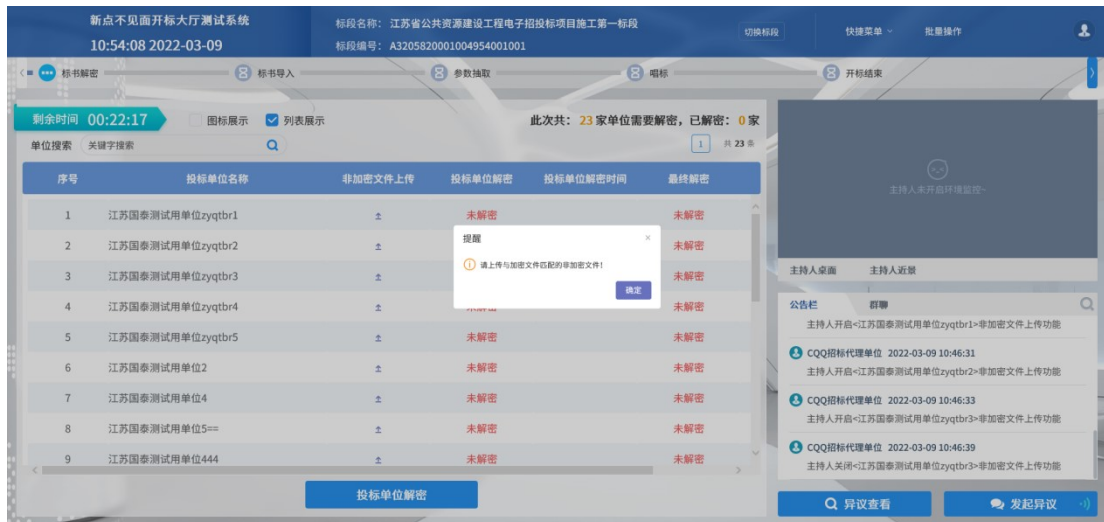 新点不见面开标大厅测试系统
10:54:08 2022-03-09
标段名称： 江苏省公共资源建设工程电子招投标项目施工第一标段
标段编号： A3205820001004954001001
切换标段
快捷菜单
批量操作
标书解密
标书导入
参数抽取
唱标
开标结束
剩余时间 00:22:17
图标展示
列表展示
此次共： 23 家单位需要解密，已解密： 0 家
单位搜索 关键字搜索
1 共 23 条
序号 投标单位名称 非加密文件上传 投标单位解密 投标单位解密时间 最终解密
1 江苏国泰测试用单位zyqtbr1 未解密 未解密
2 江苏国泰测试用单位zyqtbr2 未解密
3 江苏国泰测试用单位zyqtbr3 未解密
4 江苏国泰测试用单位zyqtbr4 未解密
5 江苏国泰测试用单位zyqtbr5 未解密 未解密
6 江苏国泰测试用单位2 未解密 未解密
7 江苏国泰测试用单位4 未解密 未解密
8 江苏国泰测试用单位5== 未解密 未解密
9 江苏国泰测试用单位444 未解密 未解密
提醒
请上传与加密文件匹配的非加密文件！
确定
投标单位解密
主持人未开启环境监控~
主持人桌面 主持人近景
公告栏 群聊
主持人开启<江苏国泰测试用单位zyqtbr1>非加密文件上传功能
CQQ招标代理单位 2022-03-09 10:46:31
主持人开启<江苏国泰测试用单位zyqtbr2>非加密文件上传功能
CQQ招标代理单位 2022-03-09 10:46:33
主持人开启<江苏国泰测试用单位zyqtbr3>非加密文件上传功能
CQQ招标代理单位 2022-03-09 10:46:39
主持人关闭<江苏国泰测试用单位zyqtbr3>非加密文件上传功能
异议查看
发起异议